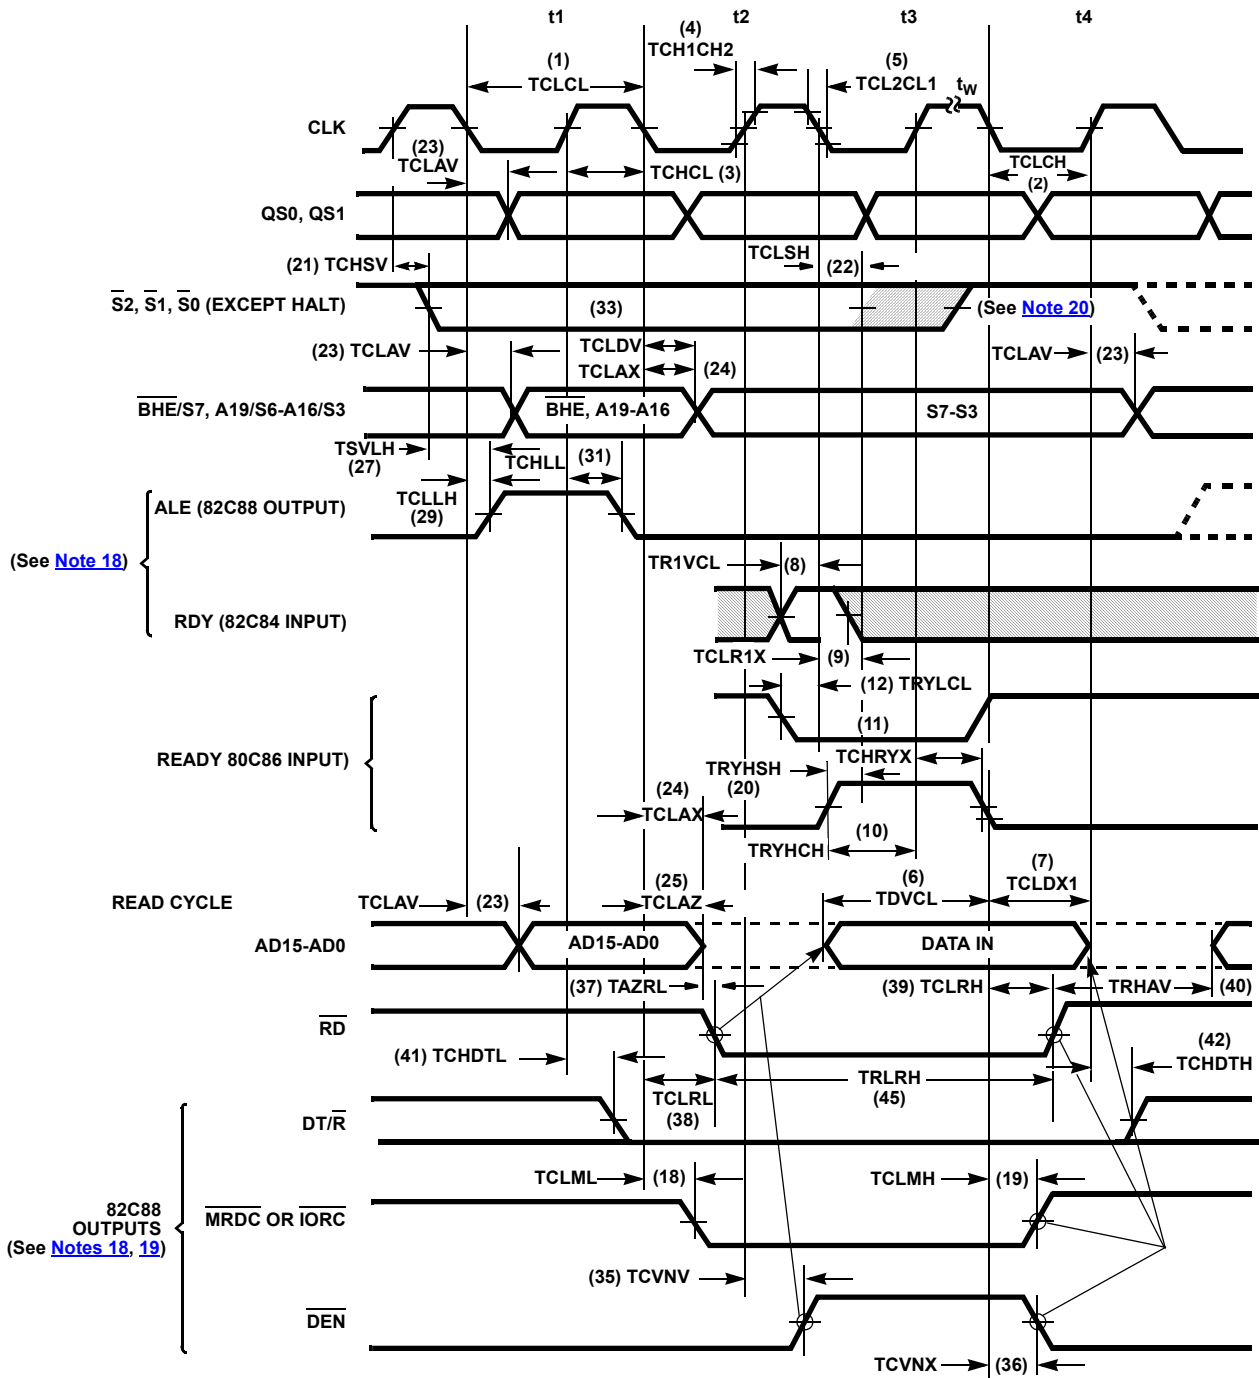 t1 t2 t3 t4
(4)
TCH1CH2
(1)
TCLCL
(5)
TCL2CL1
tW
CLK
(23)
TCLAV
TCHCL (3)
TCLCH
(2)
QS0, QS1
TCLSH
(22)
(21) TCHSV
S2, S1, S0 (EXCEPT HALT)
(33)
(See Note 20)
(23) TCLAV
TCLDV
TCLAX
(24)
TCLAV
(23)
BHE/S7, A19/S6-A16/S3
BHE, A19-A16
S7-S3
TSVLH
(27)
TCHLL
(31)
TCLLH
(29)
ALE (82C88 OUTPUT)
(See Note 18)
TR1VCL
(8)
RDY (82C84 INPUT)
TCLR1X
(9)
(12) TRYLCL
(11)
READY 80C86 INPUT)
TCHRYX
TRYHSH
(20)
(24)
TCLAX
(10)
TRYHCH
READ CYCLE
TCLAV
(23)
(25)
TCLAZ
(6)
TDVCL
(7)
TCLDX1
AD15-AD0
AD15-AD0
DATA IN
(37) TAZRL
(39) TCLRH
TRHAV
(40)
RD
(41) TCHDTL
(42)
TCHDTH
TCLRL
(38)
TRLRH
(45)
DT/R
TCLML
(18)
TCLMH
(19)
82C88
OUTPUTS
(See Notes 18, 19)
MRDC OR IORC
(35) TCVNV
DEN
TCVNX
(36)